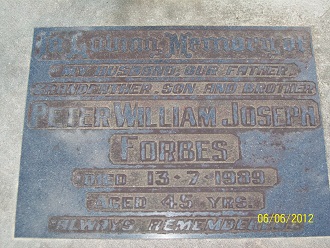 In Loving Memory of
MY HUSBAND, OUR FATHER,
GRANDFATHER, SON, AND BROTHER
PETER WILLIAM JOSEPH
FORBES
DIED 13-7-1989
AGED 45 YRS.
ALWAYS REMEMBERED
06/06/2012